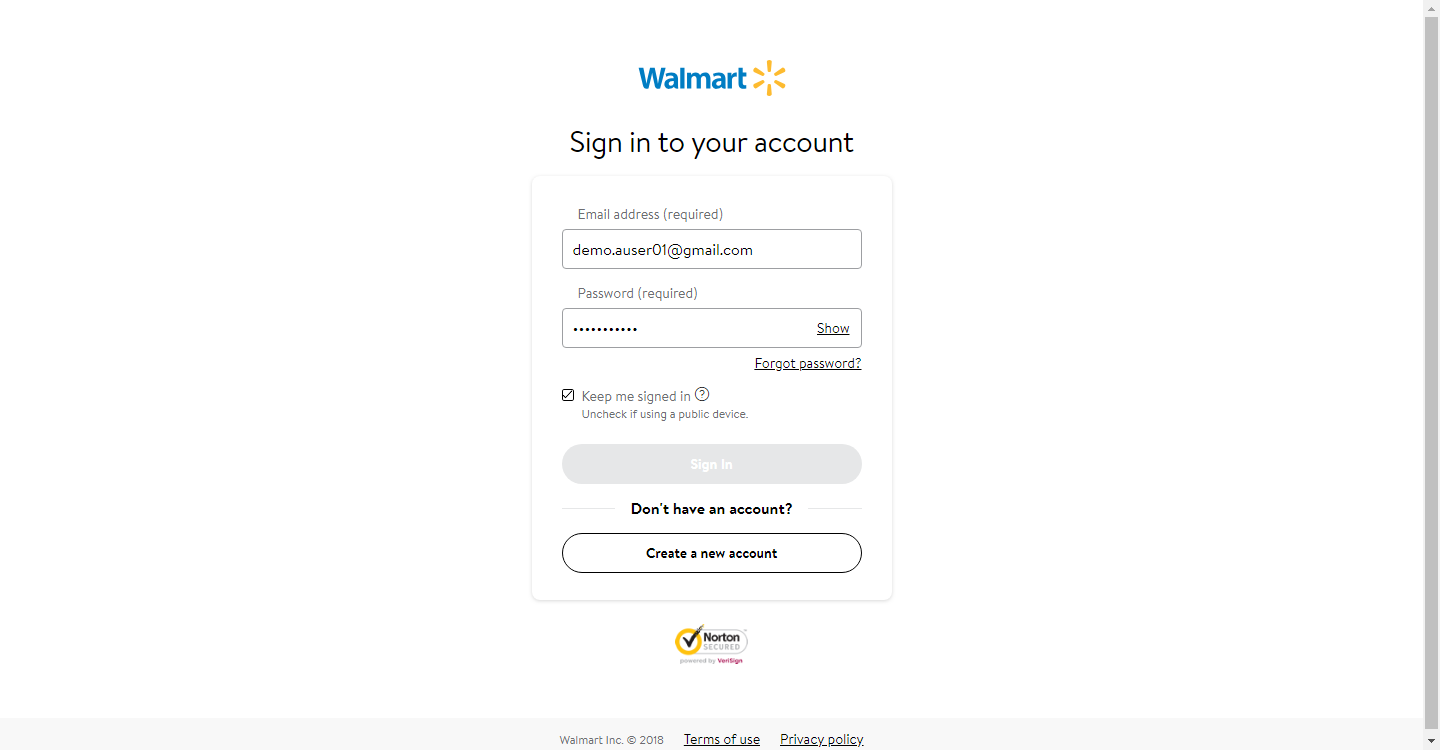 Walmart
Sign in to your account
Email address (required)
demo.auser01@gmail.com
Password (required)
••••••••••• Show
Forgot password?
Keep me signed in ?
Uncheck if using a public device.
Sign In
Don't have an account?
Create a new account
Norton
SECURED
powered by VeriSign
Walmart Inc. © 2018 Terms of use Privacy policy